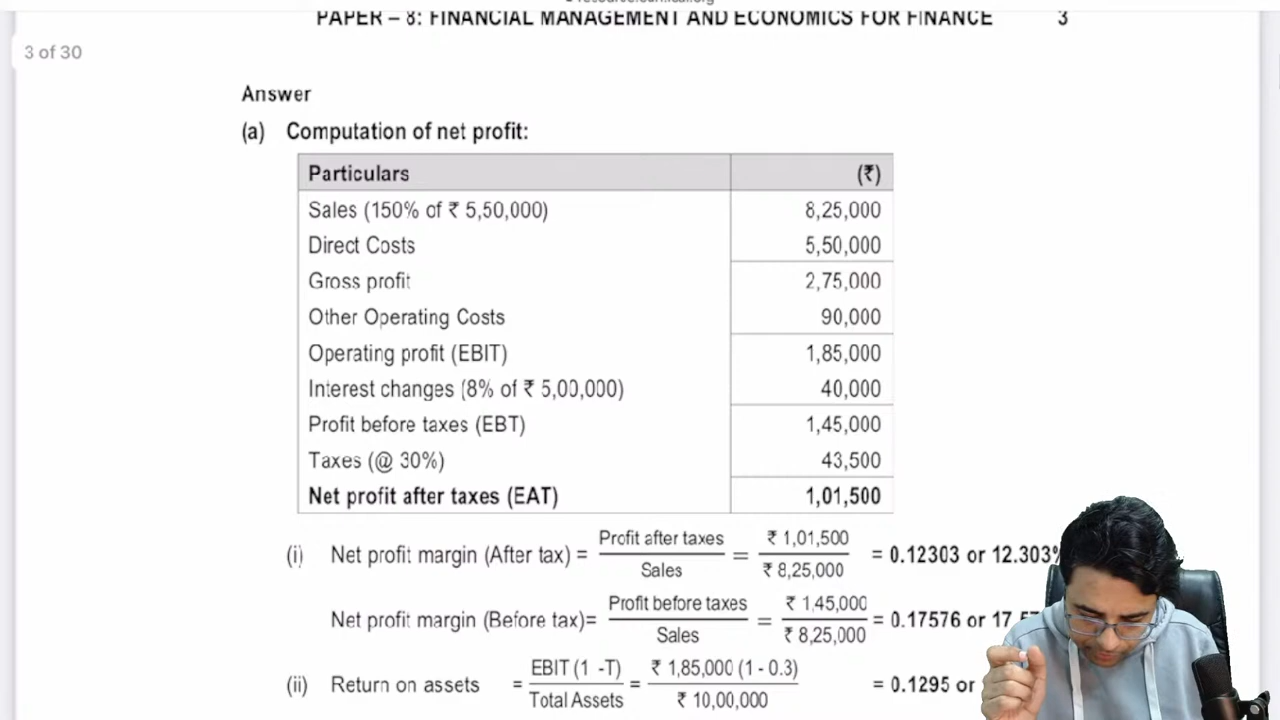 PAPER – 8: FINANCIAL MANAGEMENT AND ECONOMICS FOR FINANCE 3
3 of 30
Answer
(a) Computation of net profit:
Particulars (₹)
Sales (150% of ₹ 5,50,000) 8,25,000
Direct Costs 5,50,000
Gross profit 2,75,000
Other Operating Costs 90,000
Operating profit (EBIT) 1,85,000
Interest changes (8% of ₹ 5,00,000) 40,000
Profit before taxes (EBT) 1,45,000
Taxes (@ 30%) 43,500
Net profit after taxes (EAT) 1,01,500
(i) Net profit margin (After tax) = Profit after taxes / Sales = ₹ 1,01,500 / ₹ 8,25,000 = 0.12303 or 12.303%
Net profit margin (Before tax)= Profit before taxes / Sales = ₹ 1,45,000 / ₹ 8,25,000 = 0.17576 or
(ii) Return on assets = EBIT (1 -T) / Total Assets = ₹ 1,85,000 (1 - 0.3) / ₹ 10,00,000 = 0.1295 or